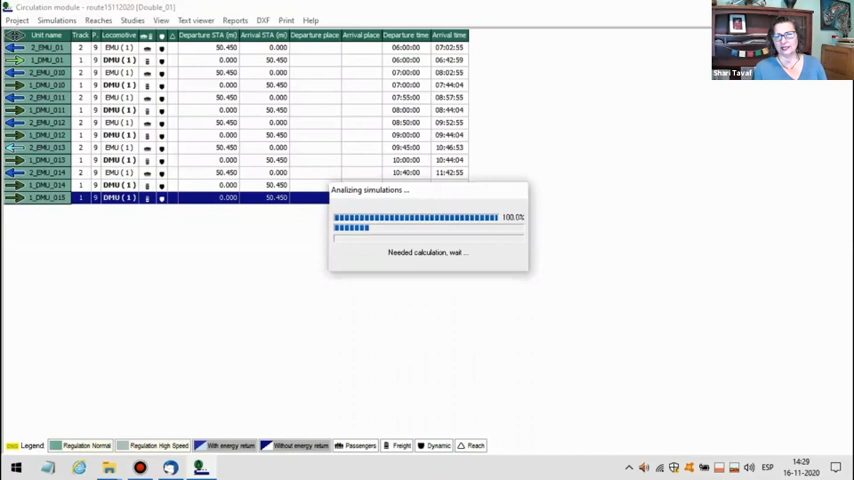 Circulation module - route15112020 [Double_01]
Project Simulations Reaches Studies View Text viewer Reports DXF Print Help
Unit name Track P. Locomotive Departure STA (mi) Arrival STA (mi) Departure place Arrival place Departure time Arrival time
2_EMU_01 2 9 EMU ( 1 ) 50.450 0.000 06:00:00 07:02:55
1_DMU_01 1 9 DMU ( 1 ) 0.000 50.450 06:00:00 06:42:59
2_EMU_010 2 9 EMU ( 1 ) 50.450 0.000 07:00:00 08:02:55
1_DMU_010 1 9 DMU ( 1 ) 0.000 50.450 07:00:00 07:44:04
2_EMU_011 2 9 EMU ( 1 ) 50.450 0.000 07:55:00 08:57:55
1_DMU_011 1 9 DMU ( 1 ) 0.000 50.450 08:00:00 08:44:04
2_EMU_012 2 9 EMU ( 1 ) 50.450 0.000 08:50:00 09:52:55
1_DMU_012 1 9 DMU ( 1 ) 0.000 50.450 09:00:00 09:44:04
2_EMU_013 2 9 EMU ( 1 ) 50.450 0.000 09:45:00 10:46:53
1_DMU_013 1 9 DMU ( 1 ) 0.000 50.450 10:00:00 10:44:04
2_EMU_014 2 9 EMU ( 1 ) 50.450 0.000 10:40:00 11:42:55
1_DMU_014 1 9 DMU ( 1 ) 0.000 50.450
1_DMU_015 1 9 DMU ( 1 ) 0.000 50.450
Analizing simulations ...
100.0%
Needed calculation, wait ...
Shari Tavaf
Legend: Regulation Normal Regulation High Speed With energy return Without energy return Passengers Freight Dynamic Reach
ESP
14:29
16-11-2020